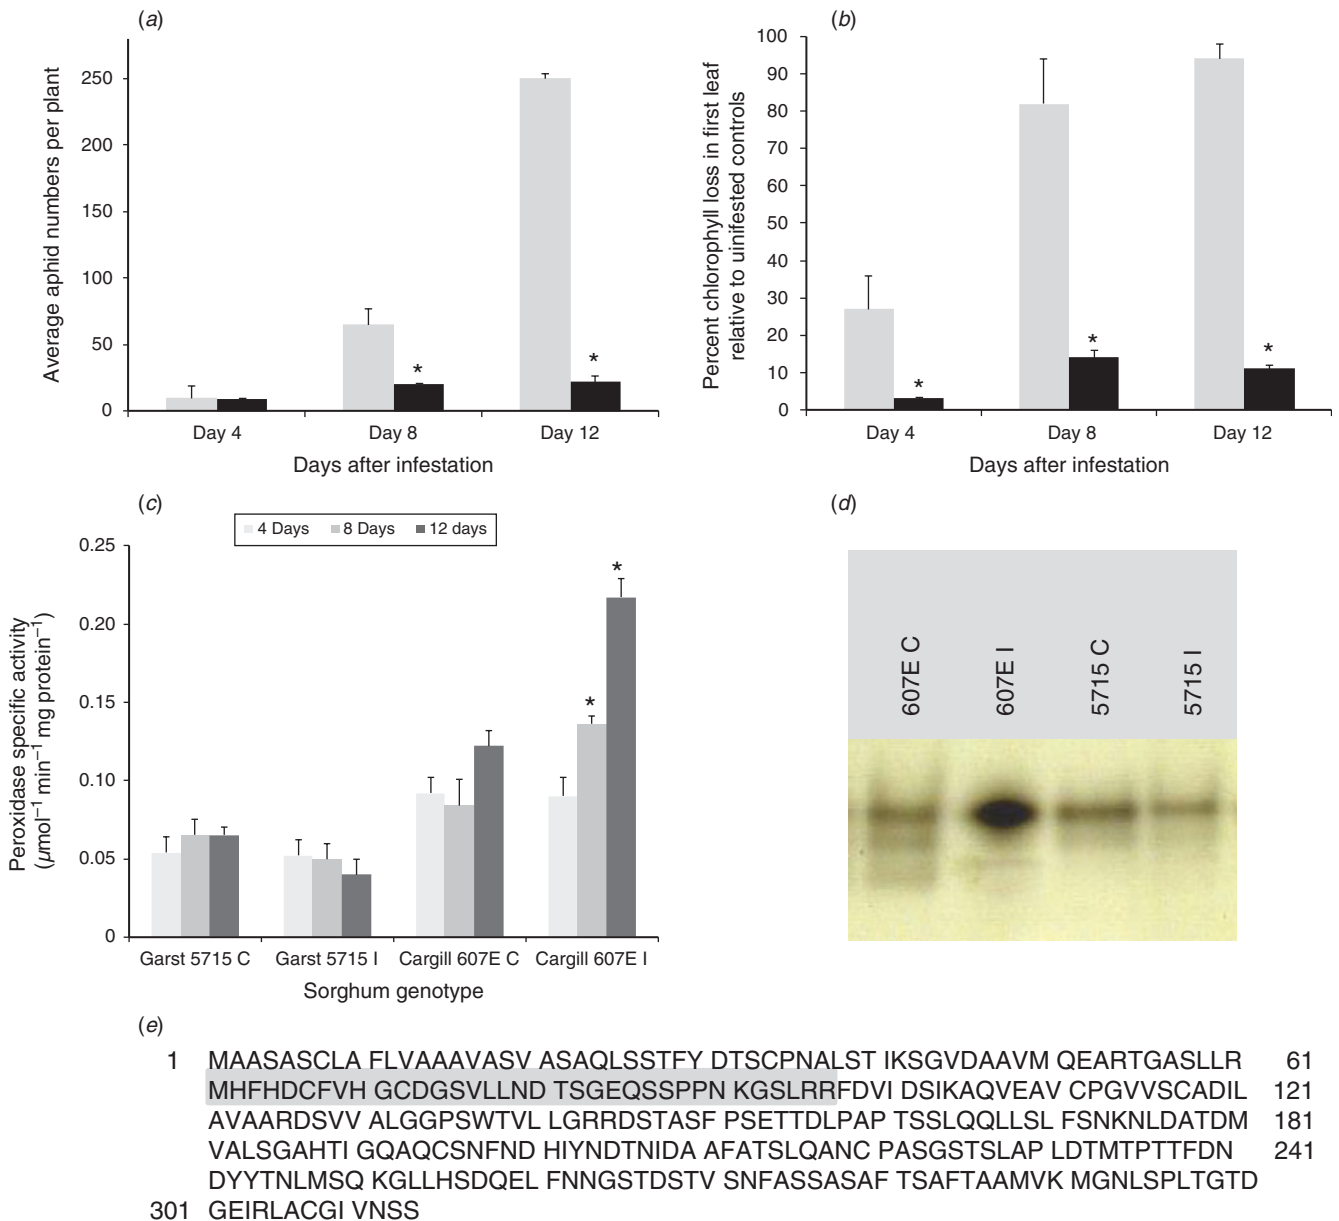 (a)
Average aphid numbers per plant
250
200
150
100
50
0
Day 4 Day 8 Day 12
* *
Days after infestation
(b)
Percent chlorophyll loss in first leaf
relative to uninifested controls
100
90
80
70
60
50
40
30
20
10
0
* * *
Day 4 Day 8 Day 12
Days after infestation
(c)
4 Days 8 Days 12 days
Peroxidase specific activity
(µmol⁻¹ min⁻¹ mg protein⁻¹)
0.25
0.20
0.15
0.10
0.05
0
* *
Garst 5715 C Garst 5715 I Cargill 607E C Cargill 607E I
Sorghum genotype
(d)
607E C
607E I
5715 C
5715 I
(e)
1 MAASASCLAF FLVAAAVASV ASAQLSSTFY DTSCPNALST IKSGVDAAVM QEARTGASLLR 61
MHFHDCFVH GCDGSVLLND TSGEQSSPPN KGSLRRFDVI DSIKAQVEAV CPGVVSCADIL 121
AVAARDSVV ALGGPSWTVL LGRRDSTASF PSETTDLPAP TSSLQQLLSL FSNKNLDATDM 181
VALSGAHTI GQAQCSNFND HIYNDTNIDA AFATSLQANC PASGSTSLAP LDTMTPTTFDN 241
DYYTNLMSQ KGLLHSDQEL FNNGSTDSTV SNFASSASAF TSAFTAAMVK MGNLSPLTGTD
301 GEIRLACGI VNSS